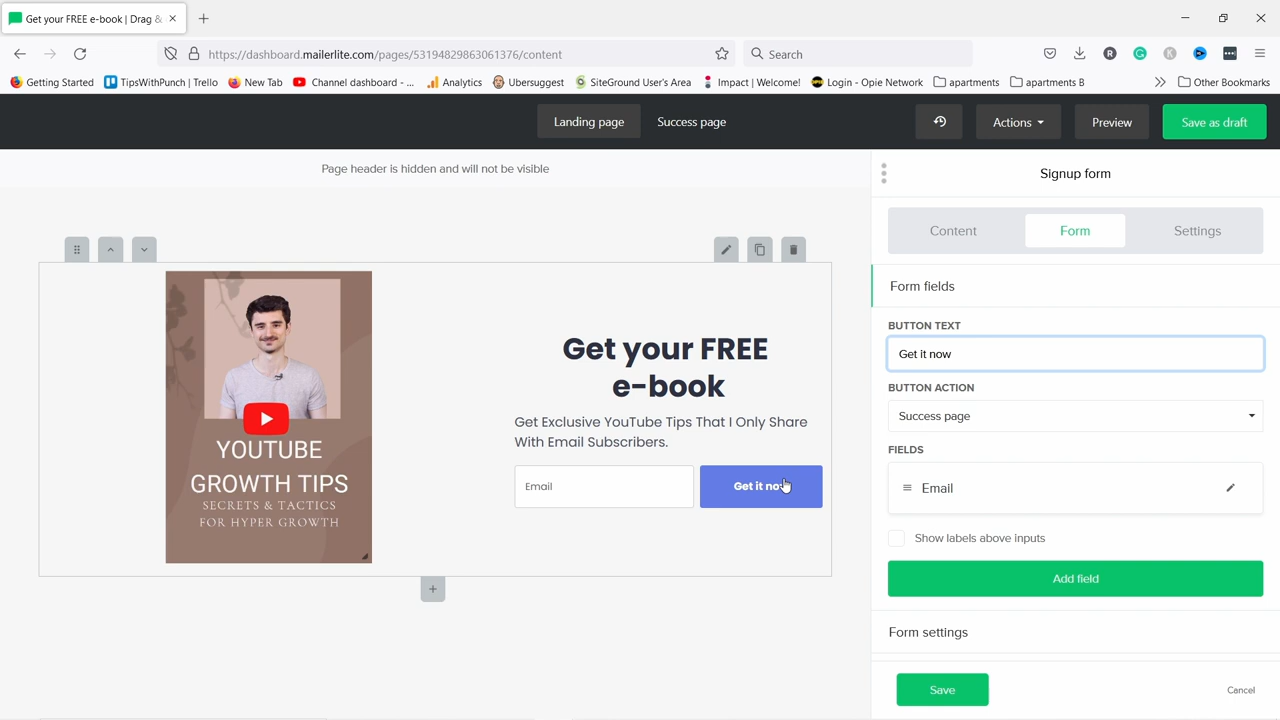 Get your FREE e-book | Drag &
https://dashboard.mailerlite.com/pages/53194829863061376/content
Search
Getting Started
TipsWithPunch | Trello
New Tab
Channel dashboard - ...
Analytics
Ubersuggest
SiteGround User's Area
Impact | Welcome!
Login - Opie Network
apartments
apartments B
Other Bookmarks
Landing page
Success page
Actions
Preview
Save as draft
Page header is hidden and will not be visible
Signup form
Content
Form
Settings
Form fields
BUTTON TEXT
Get it now
BUTTON ACTION
Success page
FIELDS
Email
Show labels above inputs
Add field
Form settings
Save
Cancel
YOUTUBE
GROWTH TIPS
SECRETS & TACTICS
FOR HYPER GROWTH
Get your FREE
e-book
Get Exclusive YouTube Tips That I Only Share
With Email Subscribers.
Email
Get it now